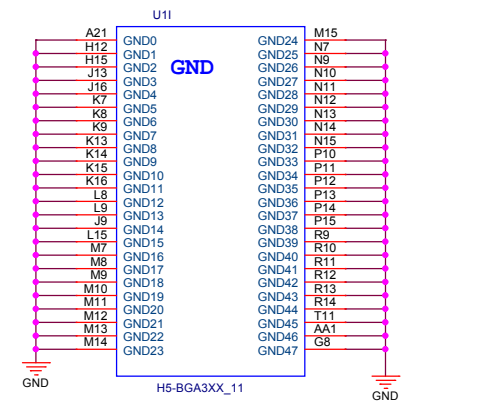 U1I
A21 GND0 GND24 M15
H12 GND1 GND25 N7
H15 GND2 GND GND26 N9
J13 GND3 GND27 N10
J16 GND4 GND28 N11
K7 GND5 GND29 N12
K8 GND6 GND30 N13
K9 GND7 GND31 N14
K13 GND8 GND32 N15
K14 GND9 GND33 P10
K15 GND10 GND34 P11
K16 GND11 GND35 P12
L8 GND12 GND36 P13
L9 GND13 GND37 P14
J9 GND14 GND38 P15
L15 GND15 GND39 R9
M7 GND16 GND40 R10
M8 GND17 GND41 R11
M9 GND18 GND42 R12
M10 GND19 GND43 R13
M11 GND20 GND44 R14
M12 GND21 GND45 T11
M13 GND22 GND46 AA1
M14 GND23 GND47 G8
GND H5-BGA3XX_11 GND